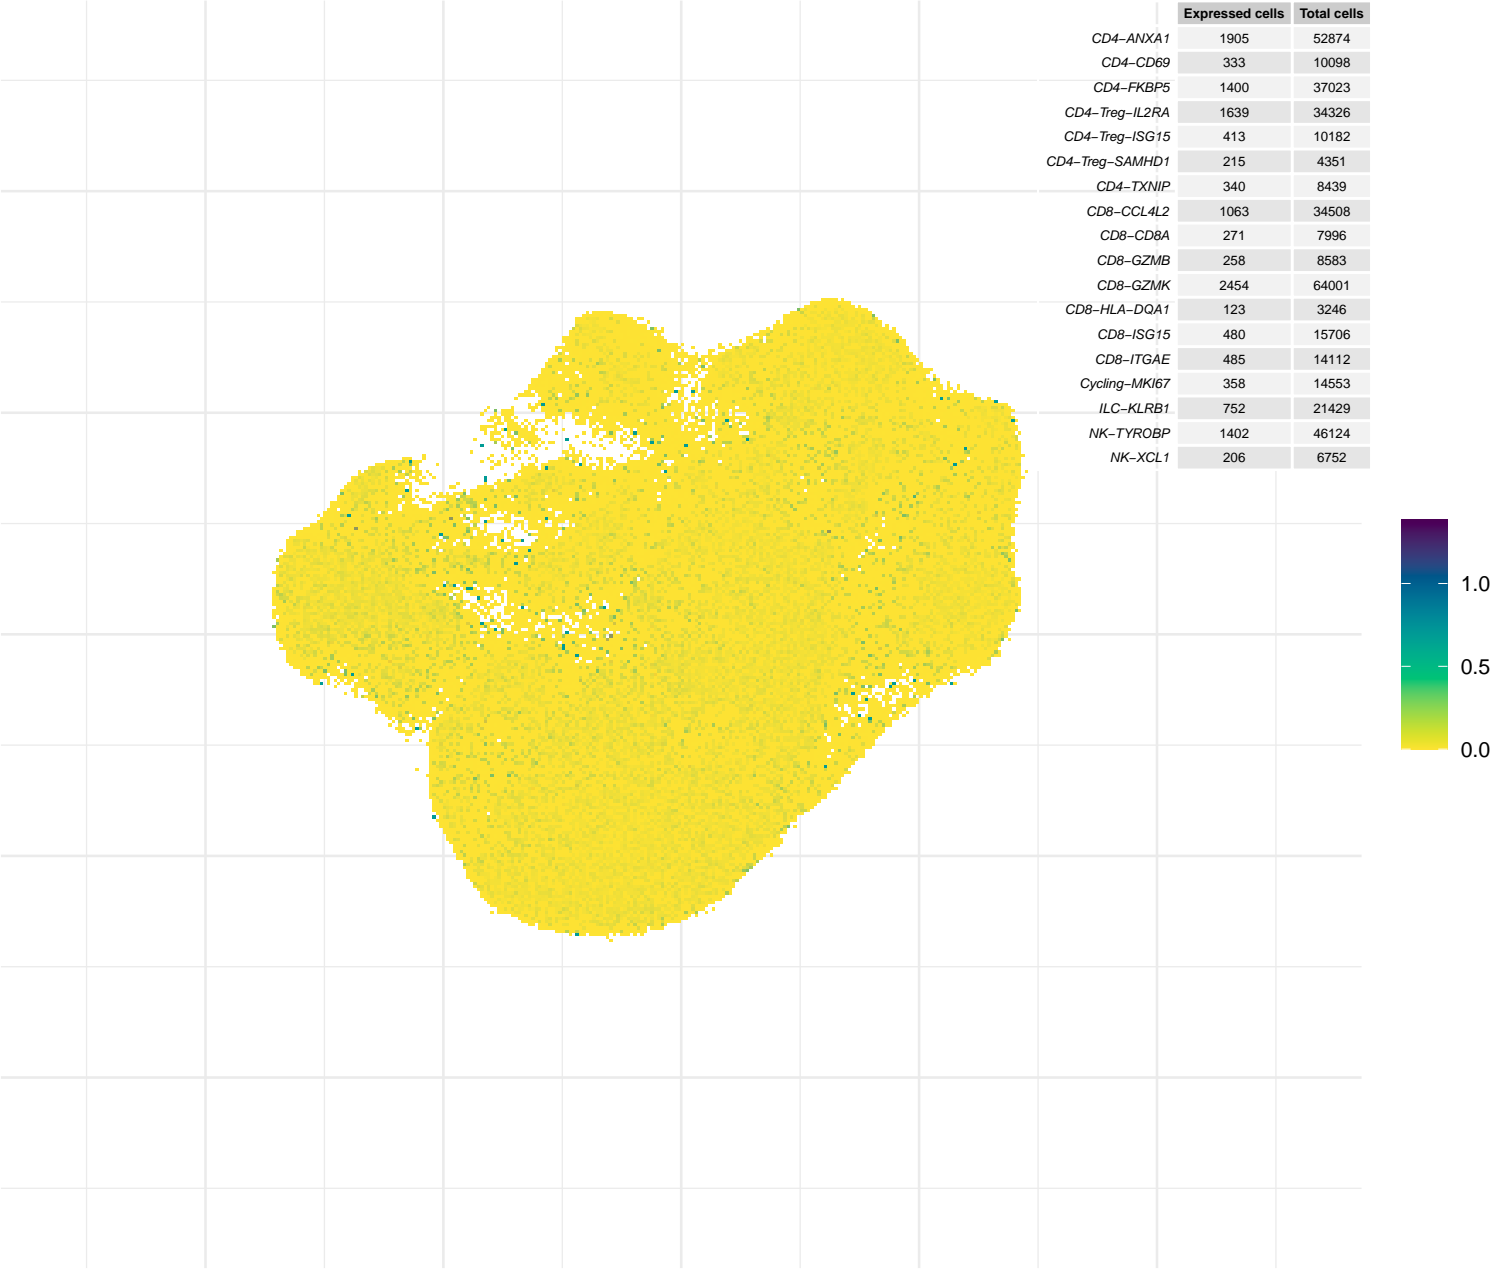 Expressed cells Total cells
CD4−ANXA1 1905 52874
CD4−CD69 333 10098
CD4−FKBP5 1400 37023
CD4−Treg−IL2RA 1639 34326
CD4−Treg−ISG15 413 10182
CD4−Treg−SAMHD1 215 4351
CD4−TXNIP 340 8439
CD8−CCL4L2 1063 34508
CD8−CD8A 271 7996
CD8−GZMB 258 8583
CD8−GZMK 2454 64001
CD8−HLA−DQA1 123 3246
CD8−ISG15 480 15706
CD8−ITGAE 485 14112
Cycling−MKI67 358 14553
ILC−KLRB1 752 21429
NK−TYROBP 1402 46124
NK−XCL1 206 6752
1.0
0.5
0.0